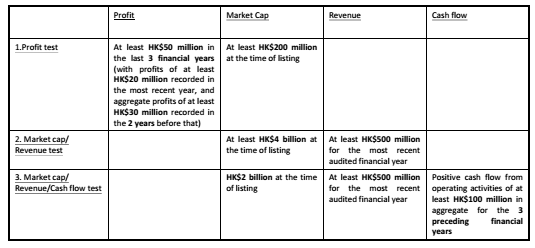 Profit Market Cap Revenue Cash flow
1.Profit test At least HK$50 million in At least HK$200 million
the last 3 financial years at the time of listing
(with profits of at least
HK$20 million recorded in
the most recent year, and
aggregate profits of at least
HK$30 million recorded in
the 2 years before that)
2. Market cap/ At least HK$4 billion at At least HK$500 million
Revenue test the time of listing for the most recent
audited financial year
3. Market cap/ HK$2 billion at the time At least HK$500 million Positive cash flow from
Revenue/Cash flow test of listing for the most recent operating activities of at
audited financial year least HK$100 million in
aggregate for the 3
preceding financial
years